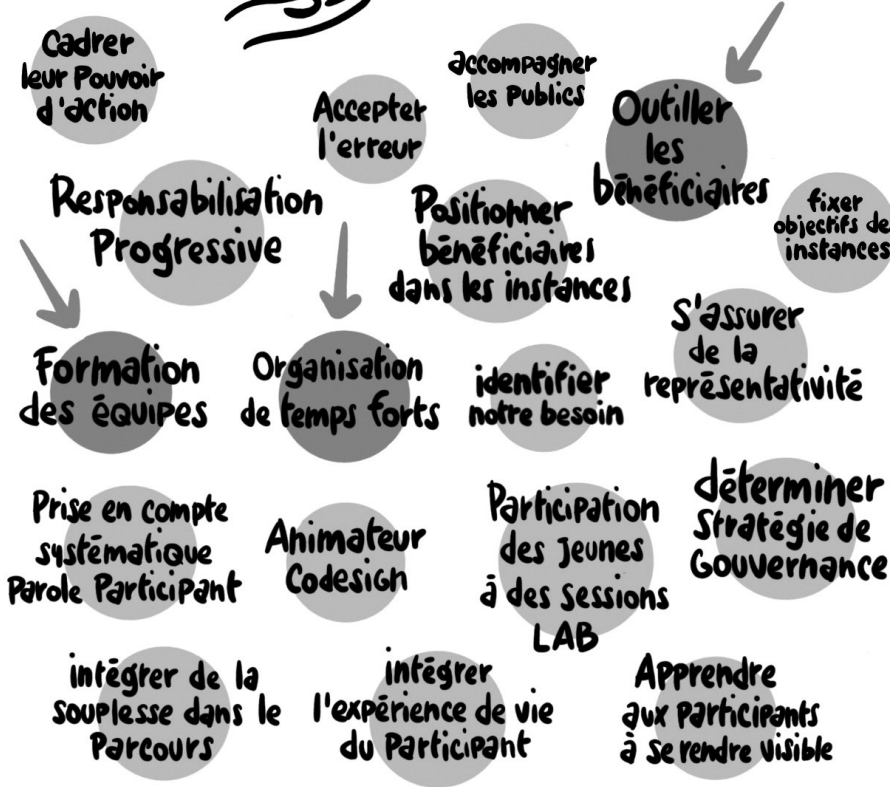 Cadrer
leur Pouvoir
d'action
Accepter
l'erreur
accompagner
les Publics
Outiller
les
bénéficiaires
Responsabilisation
Progressive
Positionner
bénéficiaires
dans les instances
fixer
objectifs de
instances
Formation
des équipes
Organisation
de temps forts
identifier
notre besoin
S'assurer
de la
représentativité
Prise en compte
systématique
Parole Participant
Animateur
Codesign
Participation
des Jeunes
à des sessions
LAB
déterminer
Stratégie de
Gouvernance
intégrer de la
souplesse dans le
Parcours
intégrer
l'expérience de vie
du Participant
Apprendre
aux Participants
à se rendre visible